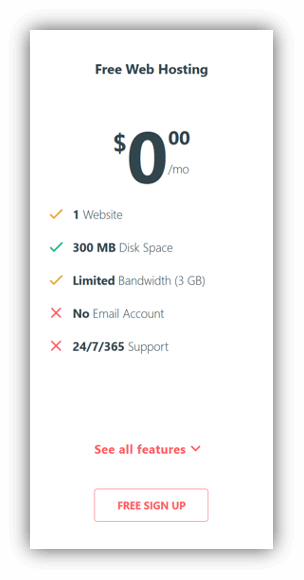 Free Web Hosting
$0.00
/mo
1 Website
300 MB Disk Space
Limited Bandwidth (3 GB)
No Email Account
24/7/365 Support
See all features
FREE SIGN UP